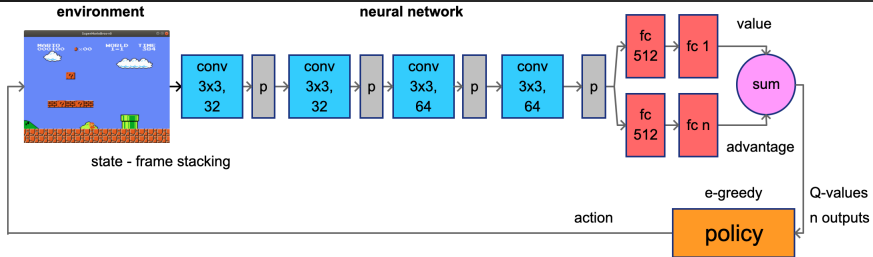 environment
neural network
MARIO
WORLD
TIME
1-1
conv
3x3,
32
p
conv
3x3,
32
p
conv
3x3,
64
p
conv
3x3,
64
p
fc
512
fc 1
value
sum
fc
512
fc n
advantage
state - frame stacking
e-greedy
Q-values
action
n outputs
policy